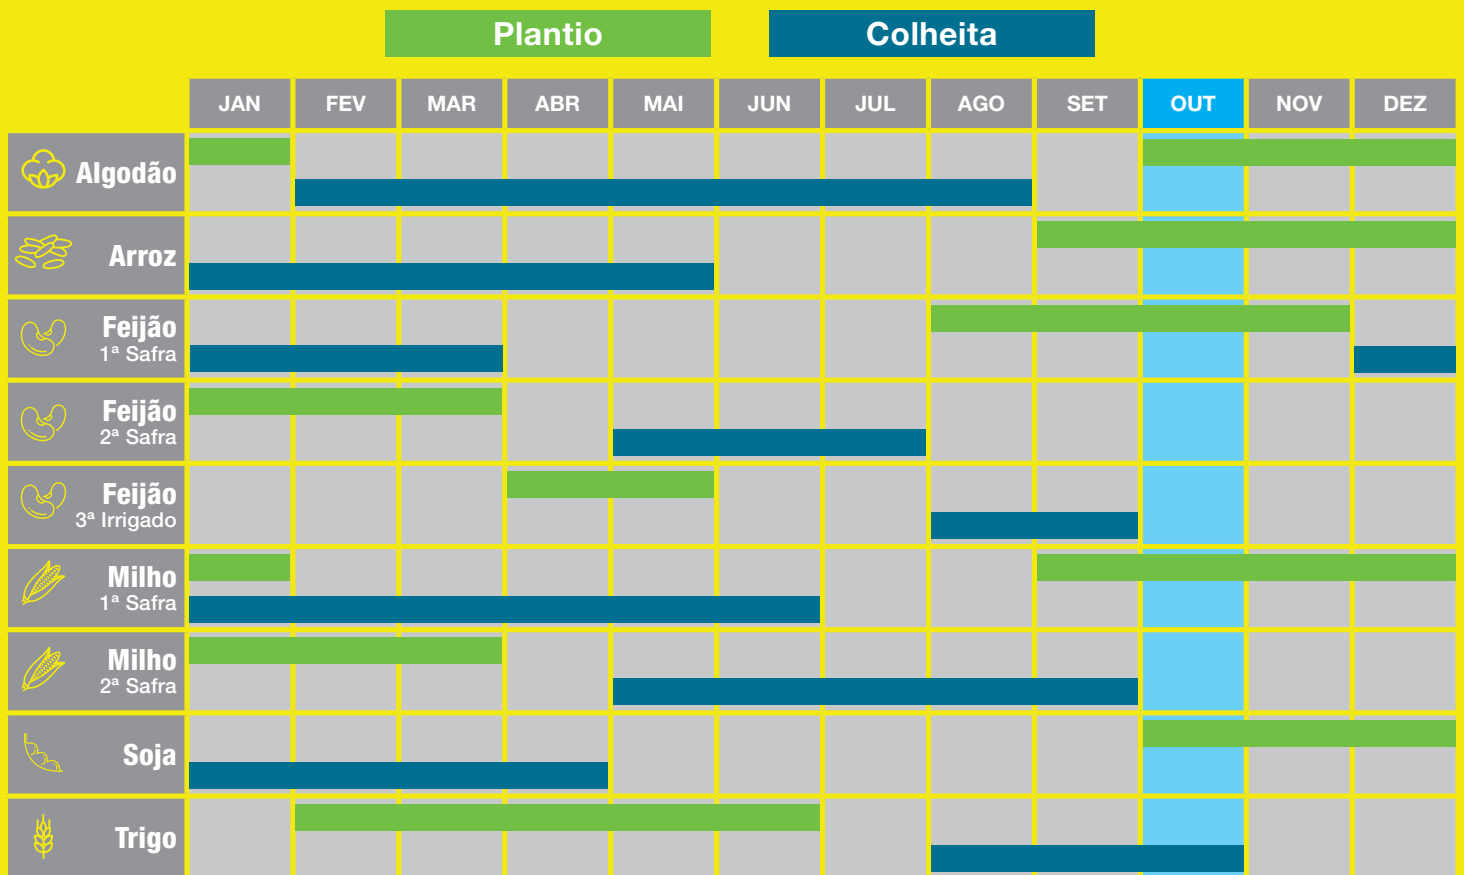 Plantio Colheita
JAN FEV MAR ABR MAI JUN JUL AGO SET OUT NOV DEZ
Algodão
Arroz
Feijão
1ª Safra
Feijão
2ª Safra
Feijão
3ª Irrigado
Milho
1ª Safra
Milho
2ª Safra
Soja
Trigo